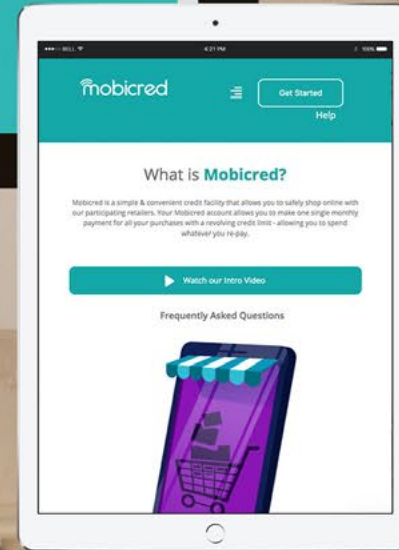 BELL 4:21 PM 100%
mobicred
Get Started
Help
What is Mobicred?
Mobicred is a simple & convenient credit facility that allows you to safely shop online with
our participating retailers. Your Mobicred account allows you to make one single monthly
payment for all your purchases with a revolving credit limit - allowing you to spend
whatever you re-pay.
Watch our Intro Video
Frequently Asked Questions